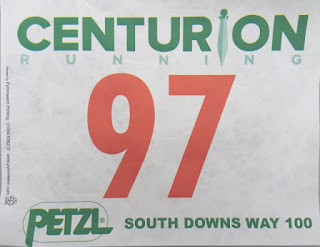 CENTURION
RUNNING
97
PETZL® SOUTH DOWNS WAY 100